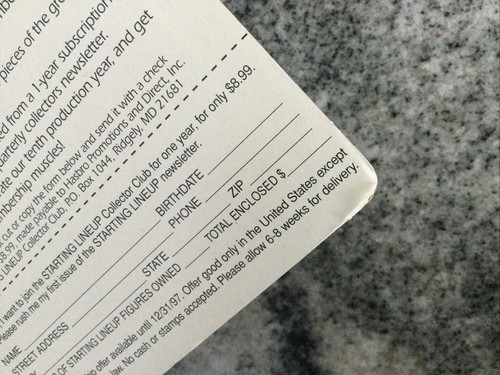 pieces of the
from a 1-year subscription
quarterly collectors newsletter.
our tenth production year, and get
membership muscles!
cut or copy the form below and send it with a check
made payable to Hasbro Promotions and Direct, Inc.
LINEUP Collector Club, P.O. Box 1044, Ridgely, MD 21681
I want to join the STARTING LINEUP Collector Club for one year, for only $8.99.
Please rush me my first issue of the STARTING LINEUP newsletter.
NAME BIRTHDATE
STREET ADDRESS PHONE
STATE ZIP
OF STARTING LINEUP FIGURES OWNED TOTAL ENCLOSED $
offer available until 12/31/97. Offer good only in the United States except
law. No cash or stamps accepted. Please allow 6-8 weeks for delivery.